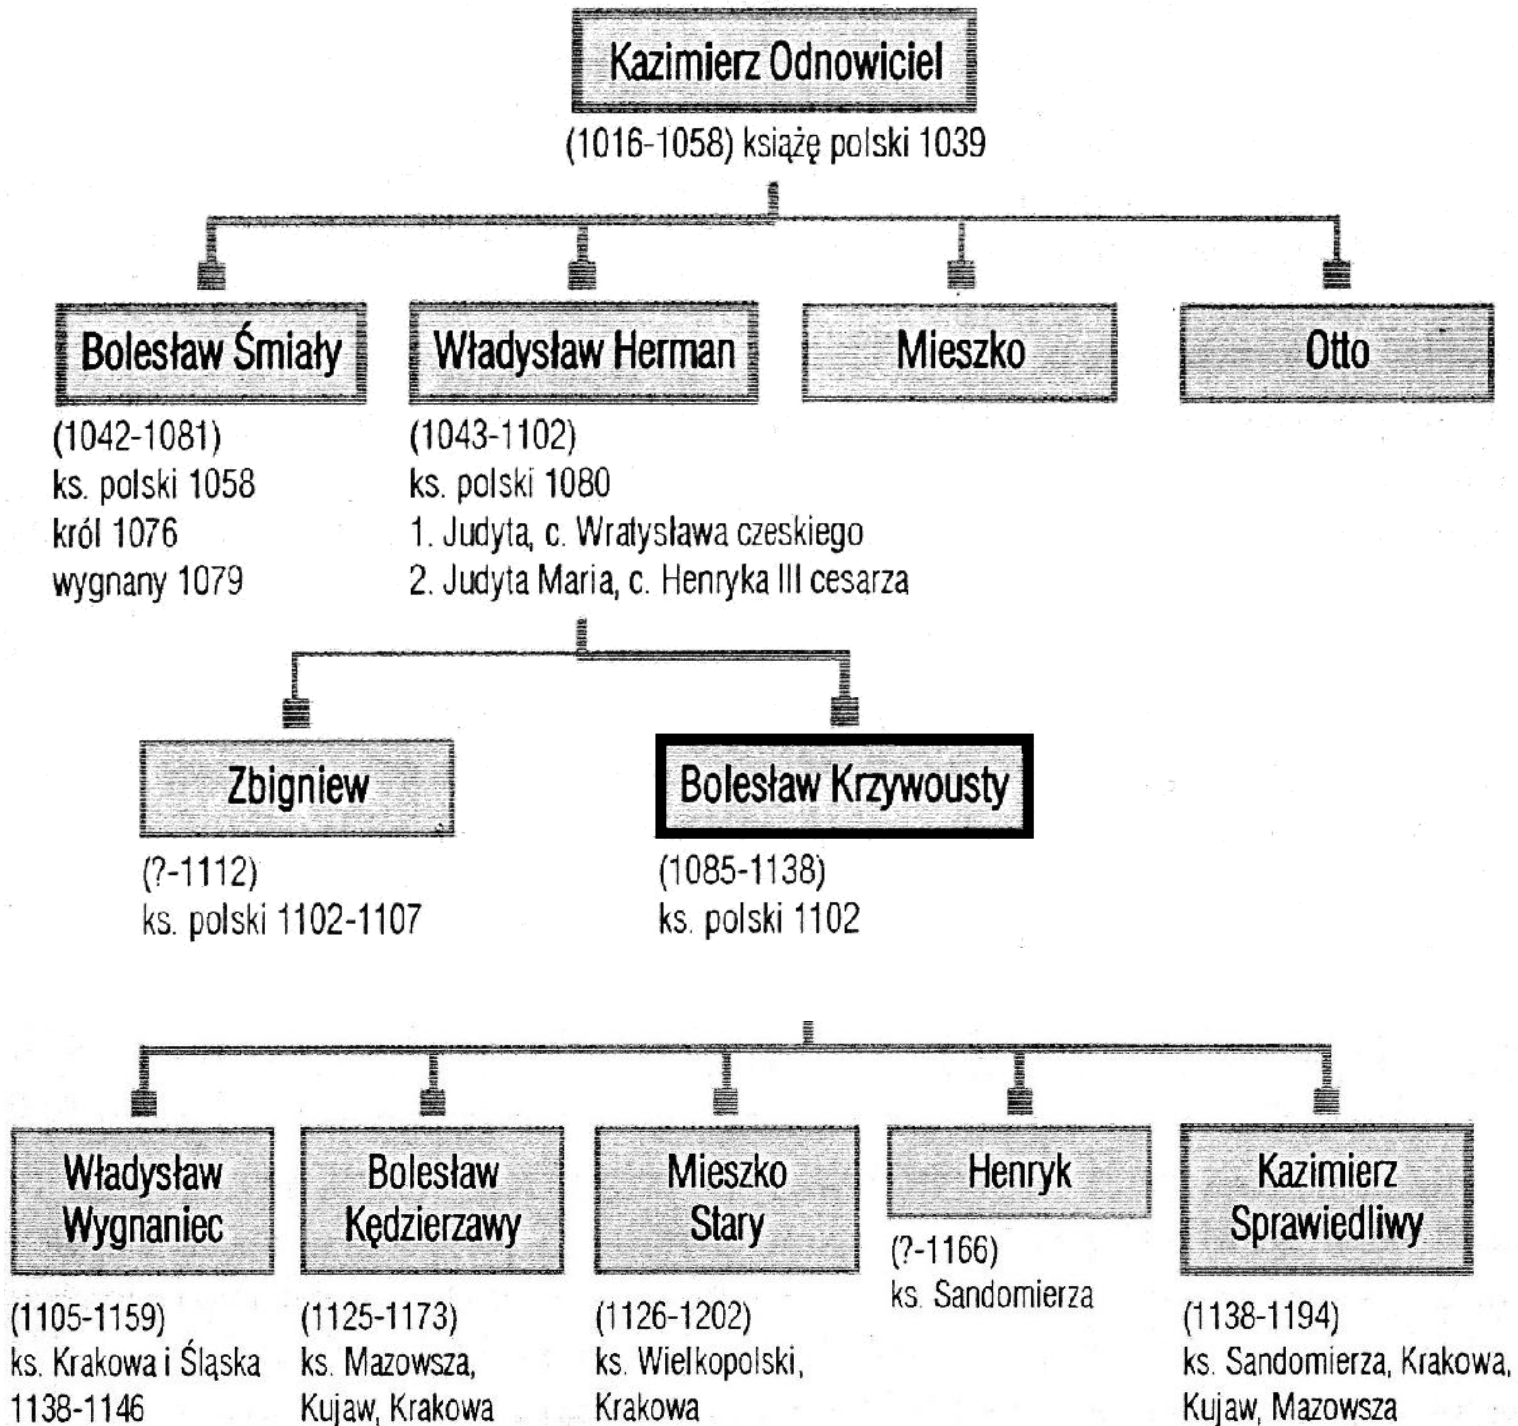 Kazimierz Odnowiciel
(1016-1058) książę polski 1039
Bolesław Śmiały
(1042-1081)
ks. polski 1058
król 1076
wygnany 1079
Władysław Herman
(1043-1102)
ks. polski 1080
1. Judyta, c. Wratysława czeskiego
2. Judyta Maria, c. Henryka III cesarza
Mieszko
Otto
Zbigniew
(?-1112)
ks. polski 1102-1107
Bolesław Krzywousty
(1085-1138)
ks. polski 1102
Władysław
Wygnaniec
(1105-1159)
ks. Krakowa i Śląska
1138-1146
Bolesław
Kędzierzawy
(1125-1173)
ks. Mazowsza,
Kujaw, Krakowa
Mieszko
Stary
(1126-1202)
ks. Wielkopolski,
Krakowa
Henryk
(?-1166)
ks. Sandomierza
Kazimierz
Sprawiedliwy
(1138-1194)
ks. Sandomierza, Krakowa,
Kujaw, Mazowsza